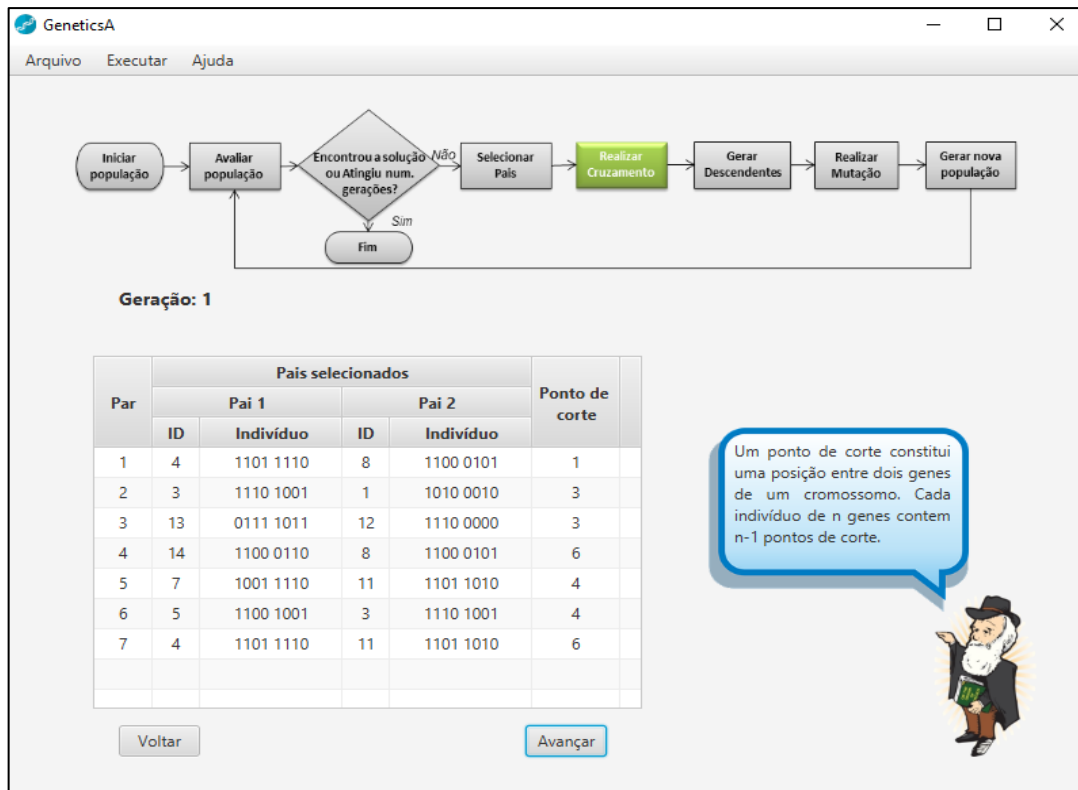 GeneticsA
Arquivo Executar Ajuda
Iniciar população
Avaliar população
Encontrou a solução ou Atingiu num. gerações?
Não
Sim
Fim
Selecionar Pais
Realizar Cruzamento
Gerar Descendentes
Realizar Mutação
Gerar nova população
Geração: 1
Pais selecionados
Par Pai 1 Pai 2 Ponto de corte
ID Indivíduo ID Indivíduo
1 4 1101 1110 8 1100 0101 1
2 3 1110 1001 1 1010 0010 3
3 13 0111 1011 12 1110 0000 3
4 14 1100 0110 8 1100 0101 6
5 7 1001 1110 11 1101 1010 4
6 5 1100 1001 3 1110 1001 4
7 4 1101 1110 11 1101 1010 6
Um ponto de corte constitui
uma posição entre dois genes
de um cromossomo. Cada
indivíduo de n genes contem
n-1 pontos de corte.
Voltar
Avançar